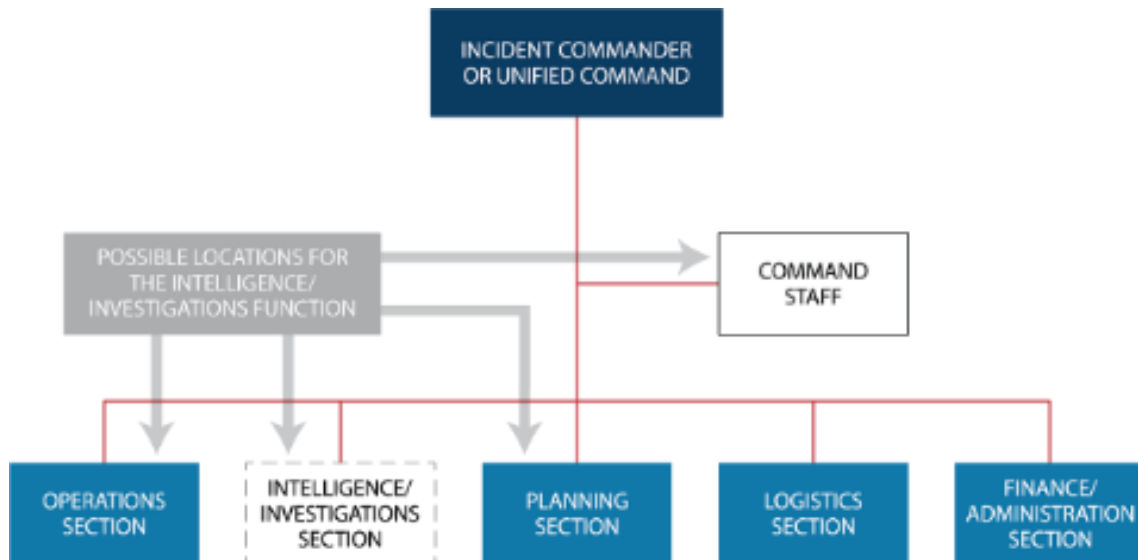 INCIDENT COMMANDER
OR UNIFIED COMMAND
POSSIBLE LOCATIONS FOR
THE INTELLIGENCE/
INVESTIGATIONS FUNCTION
COMMAND
STAFF
OPERATIONS
SECTION
INTELLIGENCE/
INVESTIGATIONS
SECTION
PLANNING
SECTION
LOGISTICS
SECTION
FINANCE/
ADMINISTRATION
SECTION